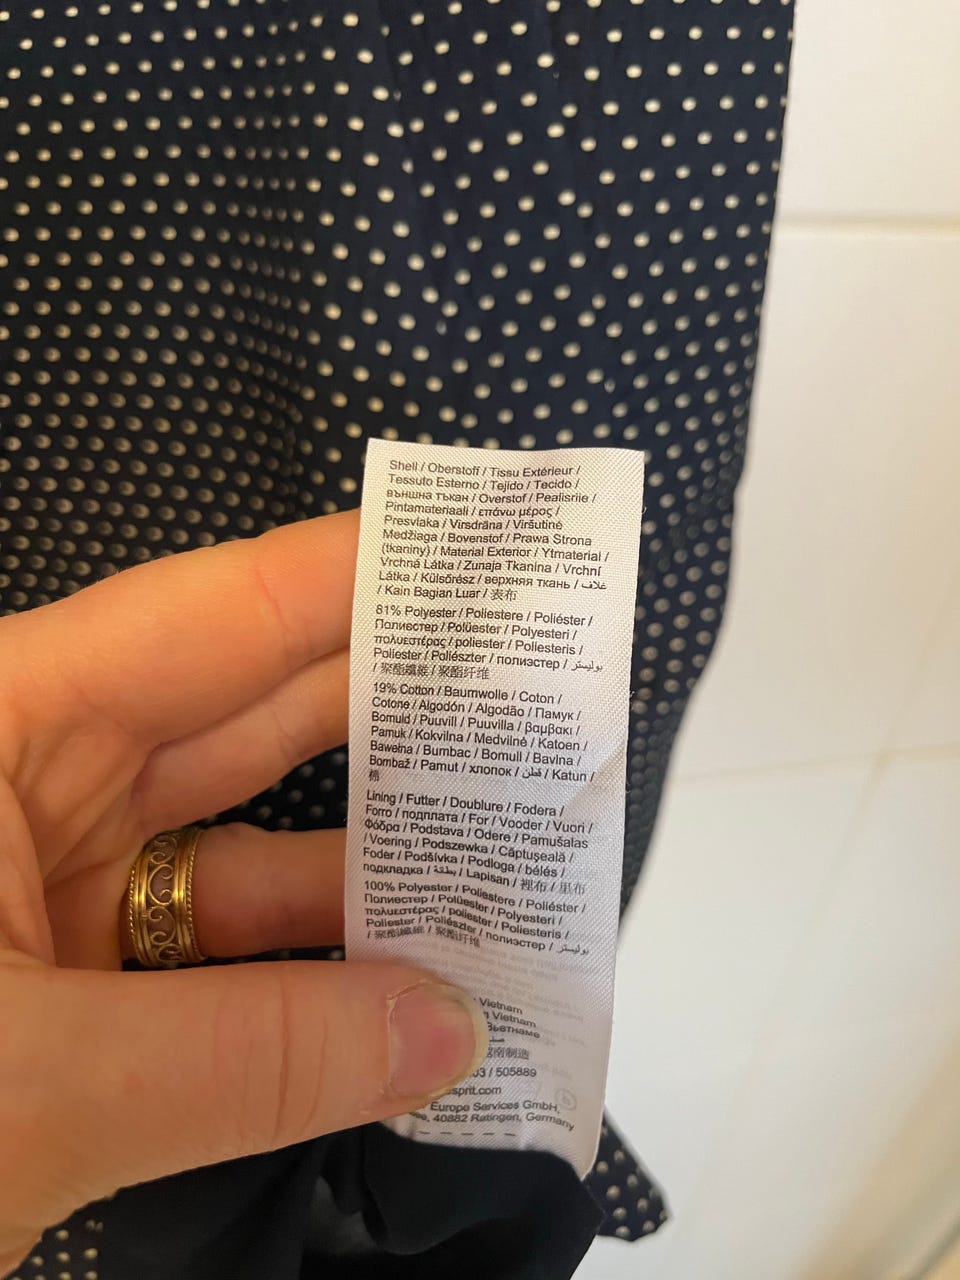 Shell / Oberstoff / Tissu Extérieur /
Tessuto Esterno / Tejido / Tecido /
външна тъкан / Overstof / Pealisriie /
Pintamateriaali / επάνω μέρος /
Presvlaka / Virsdrāna / Viršutinė
Medžiaga / Bovenstof / Prawa Strona
(tkaniny) / Material Exterior / Ytmaterial /
Vrchná Látka / Zunaja Tkanina / Vrchní
Látka / Külsőrész / верхняя ткань / غلاف
/ Kain Bagian Luar / 表布
81% Polyester / Poliestere / Poliéster /
Полиестер / Polüester / Polyesteri /
πολυεστέρας / poliester / Poliesteris /
Poliester / Poliészter / полиэстер / بوليستر
/ 聚酯纖維 / 聚酯纤维
19% Cotton / Baumwolle / Coton /
Cotone / Algodón / Algodão / Памук /
Bomuld / Puuvill / Puuvilla / βαμβακι /
Pamuk / Kokvilna / Medvilnė / Katoen /
Bawełna / Bumbac / Bomull / Bavlna /
Bombaž / Pamut / хлопок / قطن / Katun /
棉
Lining / Futter / Doublure / Fodera /
Forro / подплата / For / Vooder / Vuori /
Φόδρα / Podstava / Odere / Pamušalas
/ Voering / Podszewka / Căptuşeală /
Foder / Podšívka / Podloga / bélés /
подкладка / بطانة / Lapisan / 裡布 / 里布
100% Polyester / Poliestere / Poliéster /
Полиестер / Polüester / Polyesteri /
πολυεστέρας / poliester / Poliesteris /
Poliester / Poliészter / полиэстер / بوليستر
/ 聚酯纖維 / 聚酯纤维
Vietnam
Vietnam
Вьетнаме
南制造
/ 505889
sprit.com
Europe Services GmbH,
40882 Ratingen, Germany